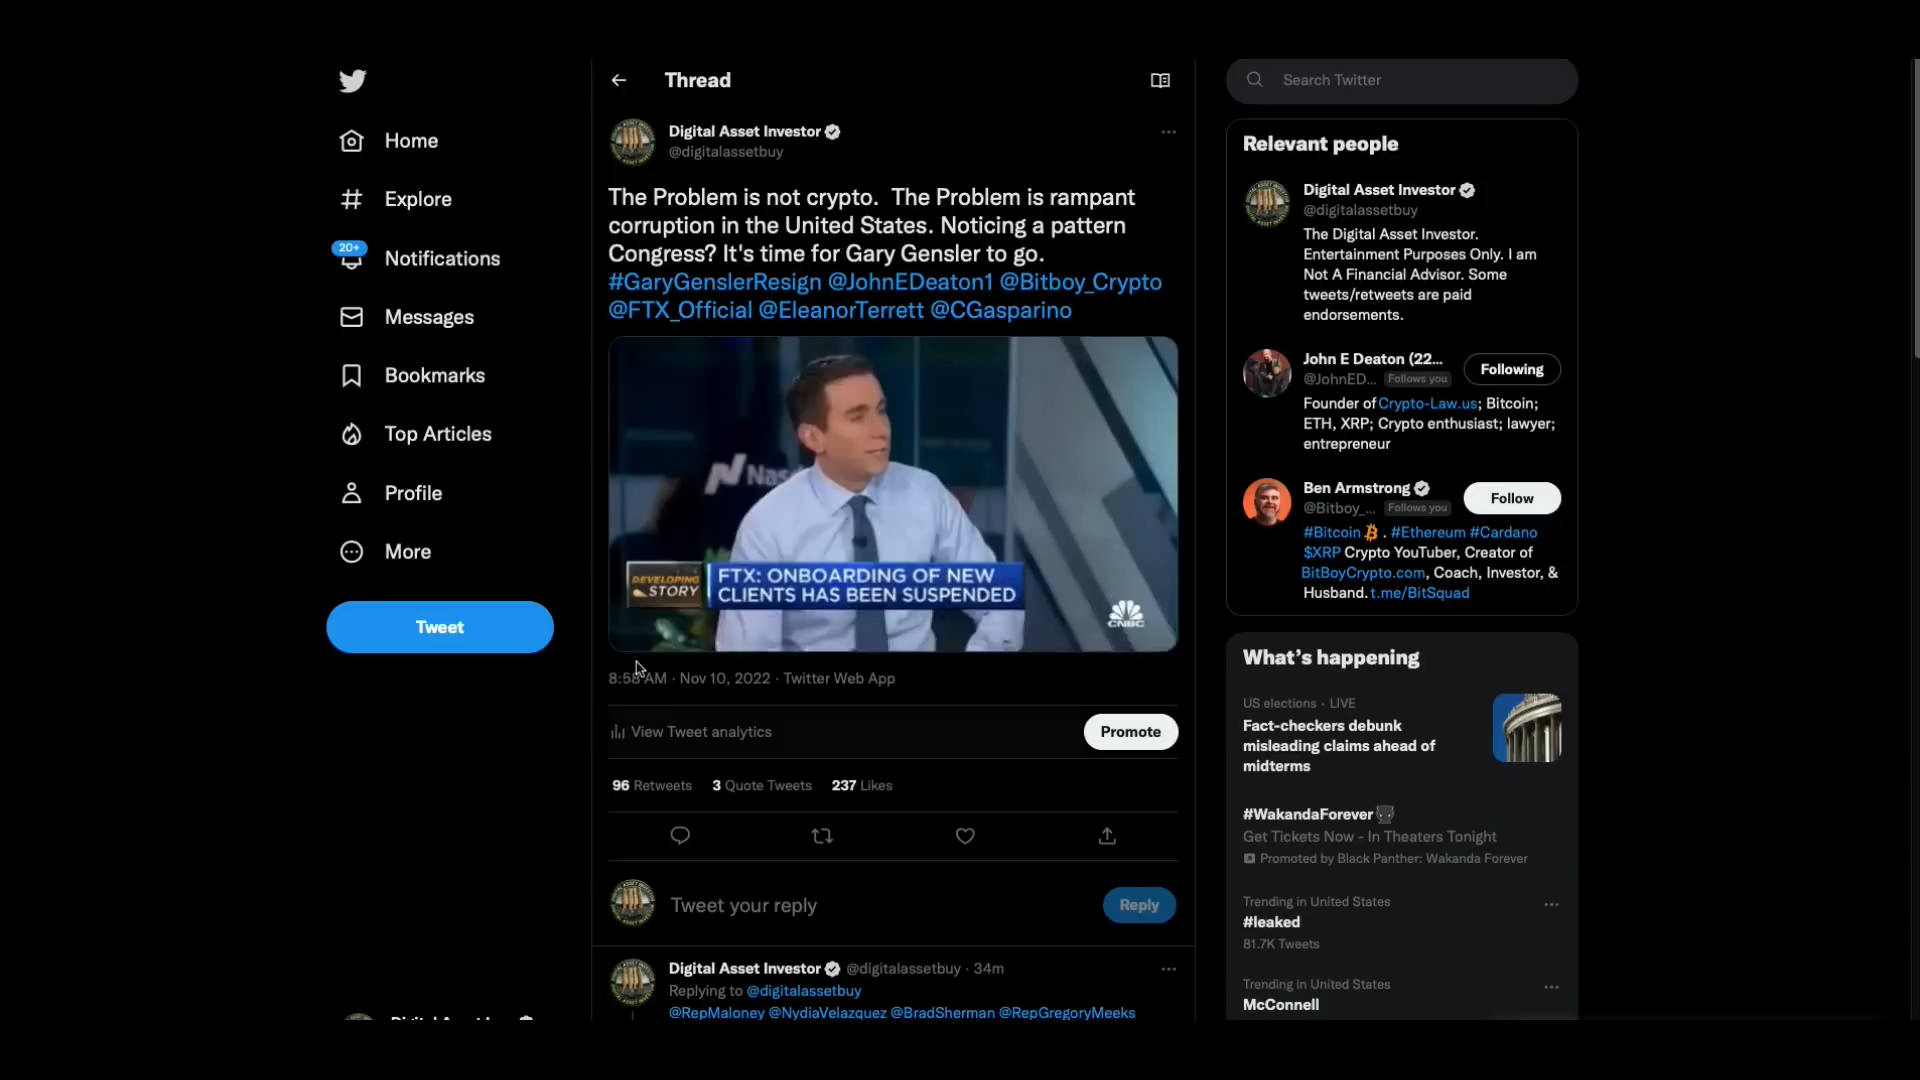 Home
Explore
20+
Notifications
Messages
Bookmarks
Top Articles
Profile
More
Tweet
Thread
Digital Asset Investor
@digitalassetbuy
The Problem is not crypto.  The Problem is rampant
corruption in the United States. Noticing a pattern
Congress? It's time for Gary Gensler to go.
#GaryGenslerResign @JohnEDeaton1 @Bitboy_Crypto
@FTX_Official @EleanorTerrett @CGasparino
DEVELOPING
STORY
FTX: ONBOARDING OF NEW
CLIENTS HAS BEEN SUSPENDED
CNBC
8:58 AM · Nov 10, 2022 · Twitter Web App
View Tweet analytics
Promote
96 Retweets 3 Quote Tweets 237 Likes
Tweet your reply
Reply
Digital Asset Investor @digitalassetbuy · 34m
Replying to @digitalassetbuy
@RepMaloney @NydiaVelazquez @BradSherman @RepGregoryMeeks
Search Twitter
Relevant people
Digital Asset Investor
@digitalassetbuy
The Digital Asset Investor.
Entertainment Purposes Only. I am
Not A Financial Advisor. Some
tweets/retweets are paid
endorsements.
John E Deaton (22...
@JohnED... Follows you
Following
Founder of Crypto-Law.us; Bitcoin;
ETH, XRP; Crypto enthusiast; lawyer;
entrepreneur
Ben Armstrong
@Bitboy_... Follows you
Follow
#Bitcoin . #Ethereum #Cardano
$XRP Crypto YouTuber, Creator of
BitBoyCrypto.com, Coach, Investor, &
Husband. t.me/BitSquad
What's happening
US elections · LIVE
Fact-checkers debunk
misleading claims ahead of
midterms
#WakandaForever
Get Tickets Now - In Theaters Tonight
Promoted by Black Panther: Wakanda Forever
Trending in United States
#leaked
81.7K Tweets
Trending in United States
McConnell